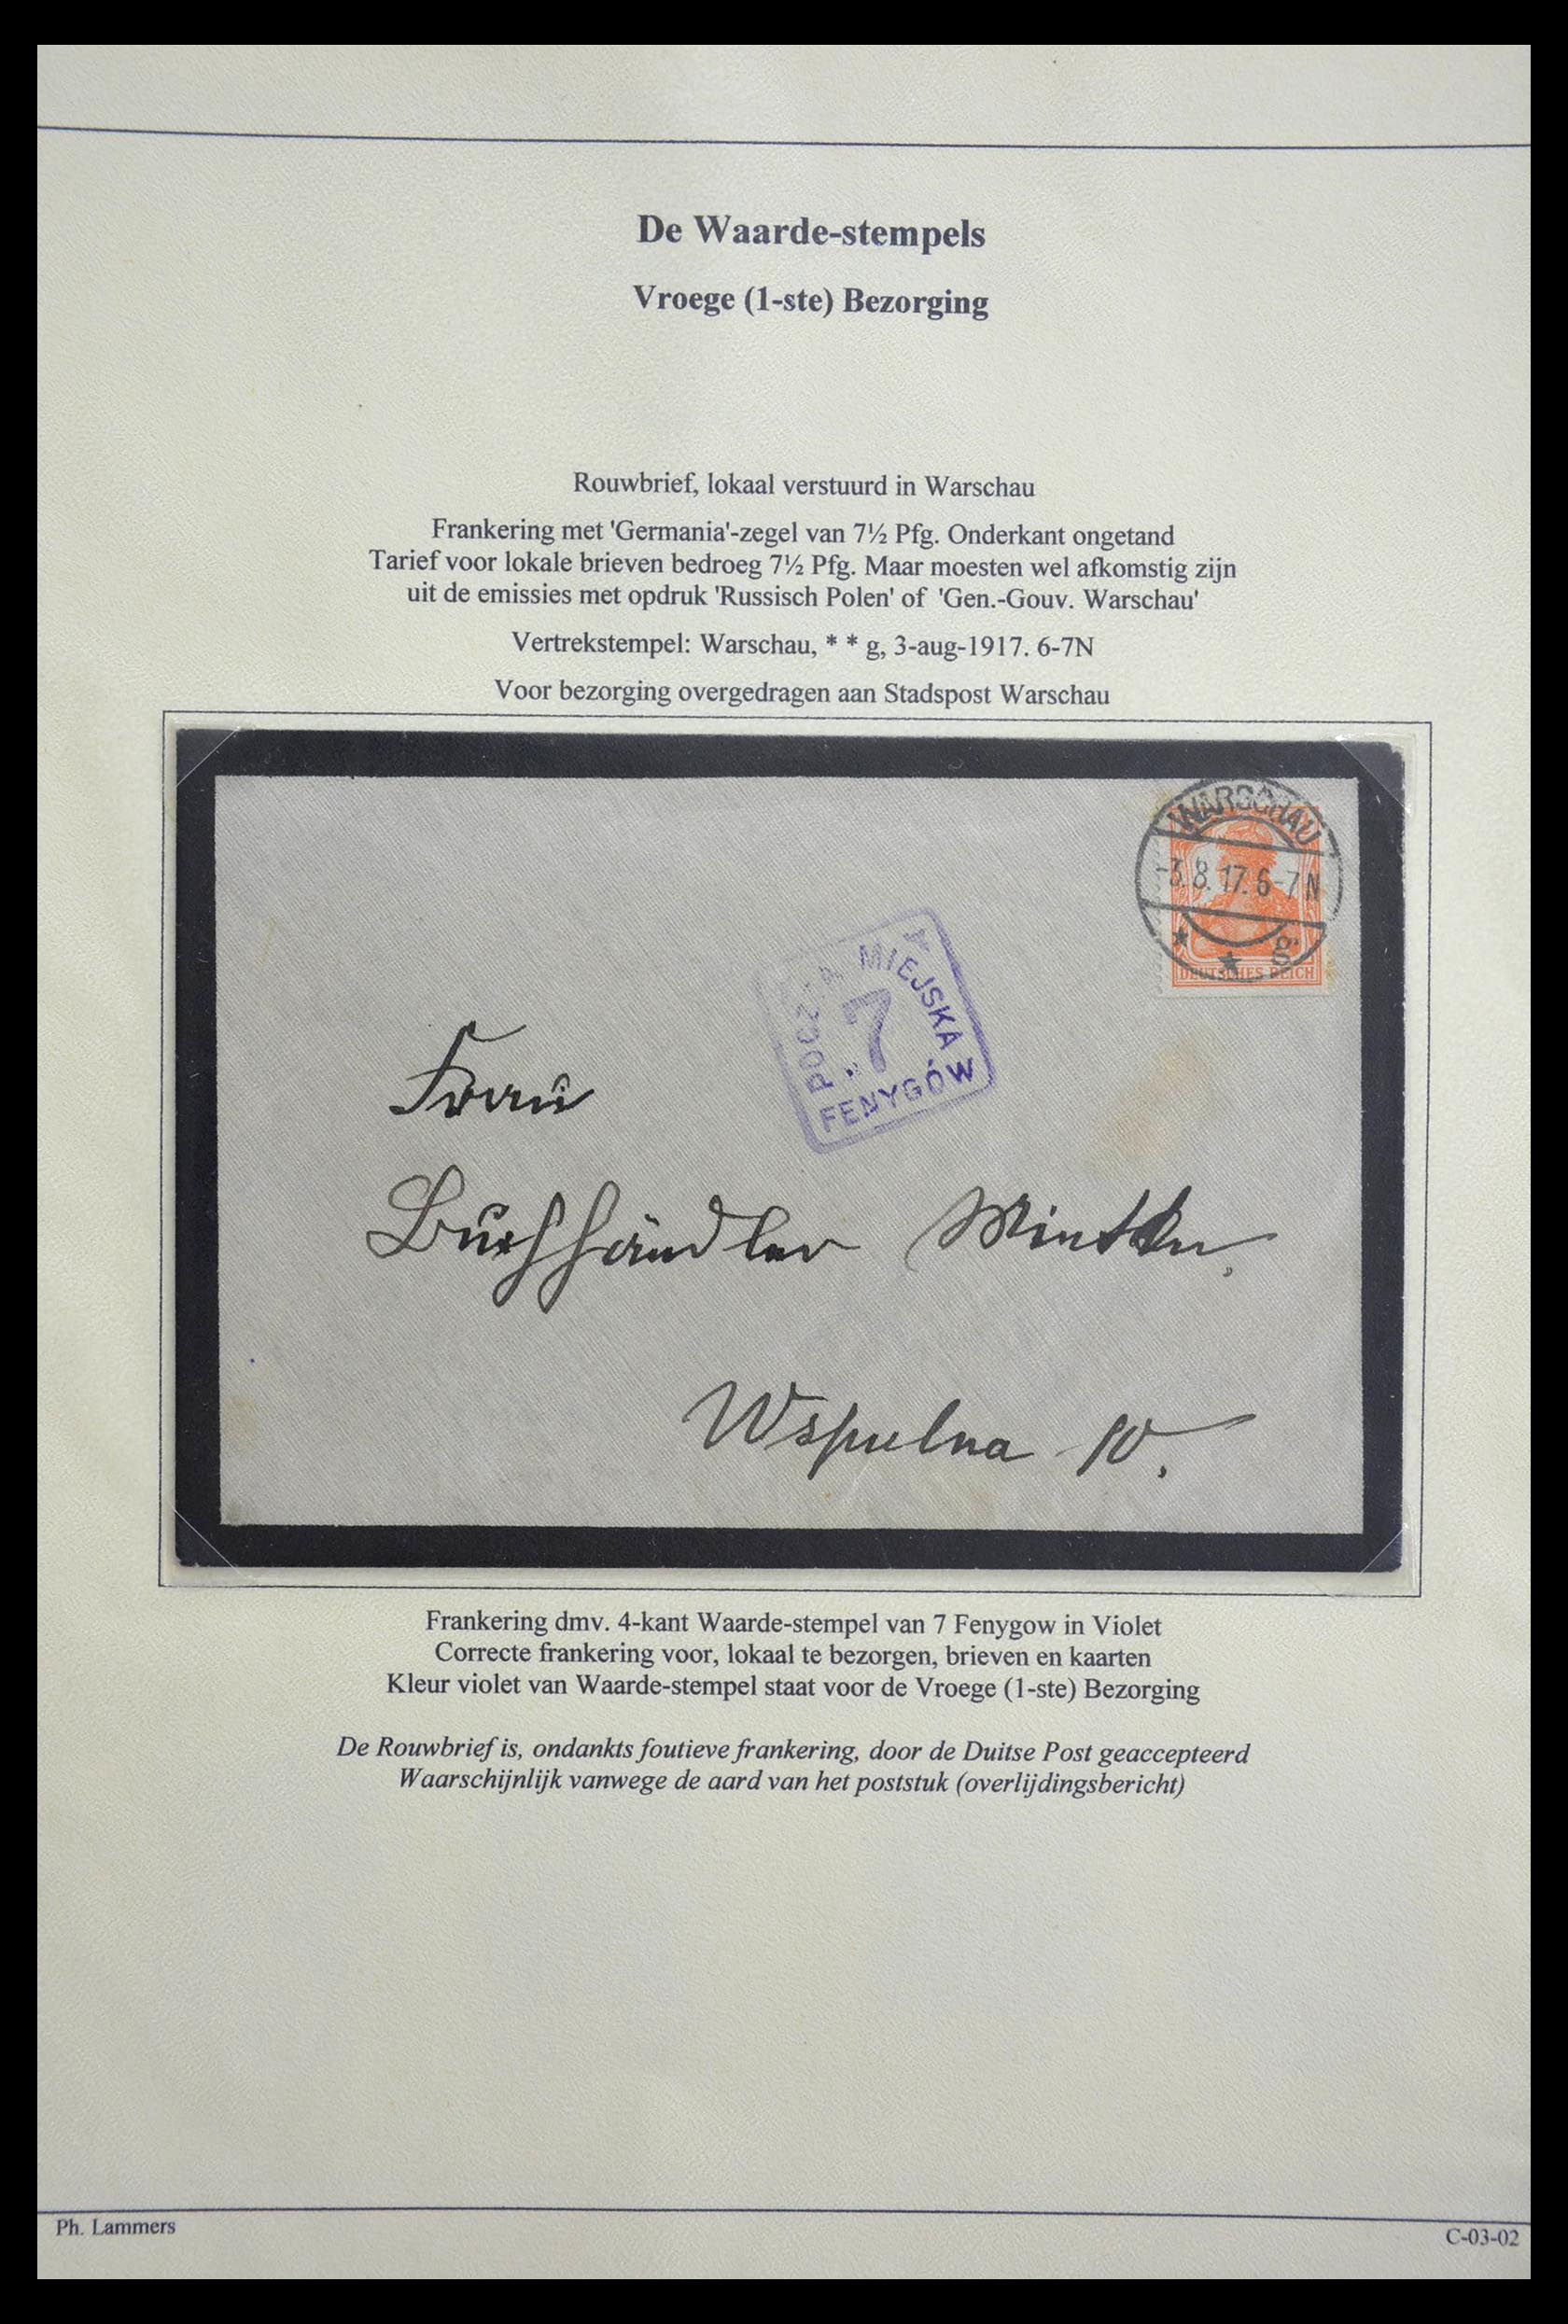 De Waarde-stempels
Vroege (1-ste) Bezorging
Rouwbrief, lokaal verstuurd in Warschau
Frankering met 'Germania'-zegel van 7½ Pfg. Onderkant ongetand
Tarief voor lokale brieven bedroeg 7½ Pfg. Maar moesten wel afkomstig zijn
uit de emissies met opdruk 'Russisch Polen' of 'Gen.-Gouv. Warschau'
Vertrekstempel: Warschau, * * g, 3-aug-1917. 6-7N
Voor bezorging overgedragen aan Stadspost Warschau
WARSCHAU
-3.8.17.6-7N
* * g
DEUTSCHES REICH
POCZTA MIEJSKA
„7
FENYGÓW
Frau
Buchhändler
Wspulna 10.
Frankering dmv. 4-kant Waarde-stempel van 7 Fenygow in Violet
Correcte frankering voor, lokaal te bezorgen, brieven en kaarten
Kleur violet van Waarde-stempel staat voor de Vroege (1-ste) Bezorging
De Rouwbrief is, ondankts foutieve frankering, door de Duitse Post geaccepteerd
Waarschijnlijk vanwege de aard van het poststuk (overlijdingsbericht)
Ph. Lammers
C-03-02